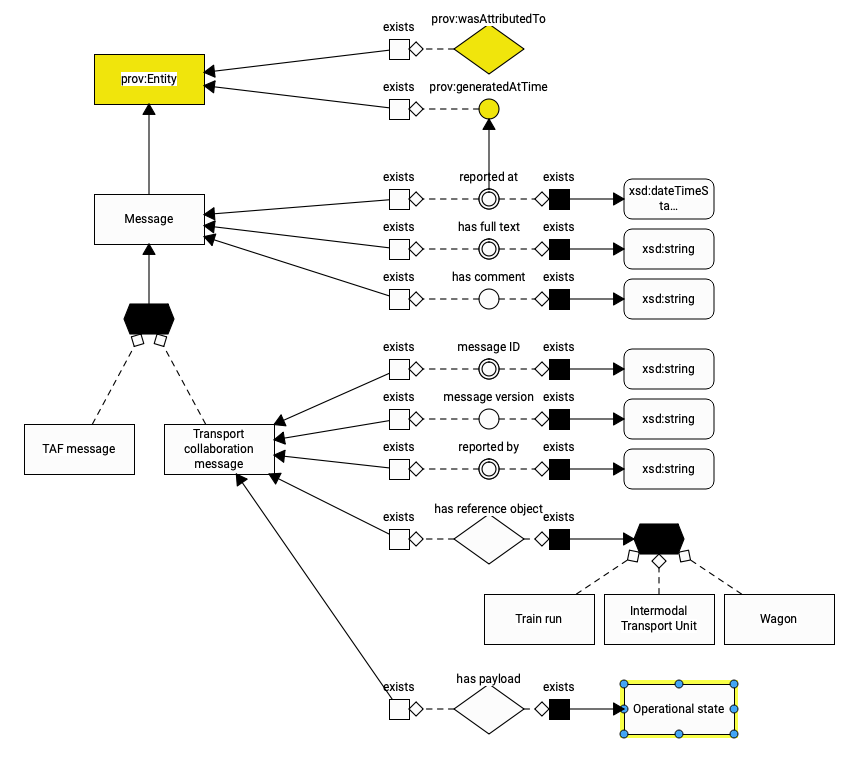 prov:wasAttributedTo
exists
prov:Entity
prov:generatedAtTime
exists
reported at
exists
exists
xsd:dateTimeS
ta...
Message
has full text
exists
exists
xsd:string
has comment
exists
exists
xsd:string
message ID
exists
exists
xsd:string
message version
exists
exists
xsd:string
TAF message
Transport
collaboration
message
reported by
exists
exists
xsd:string
has reference object
exists
exists
Train run
Intermodal
Transport Unit
Wagon
has payload
exists
exists
Operational state